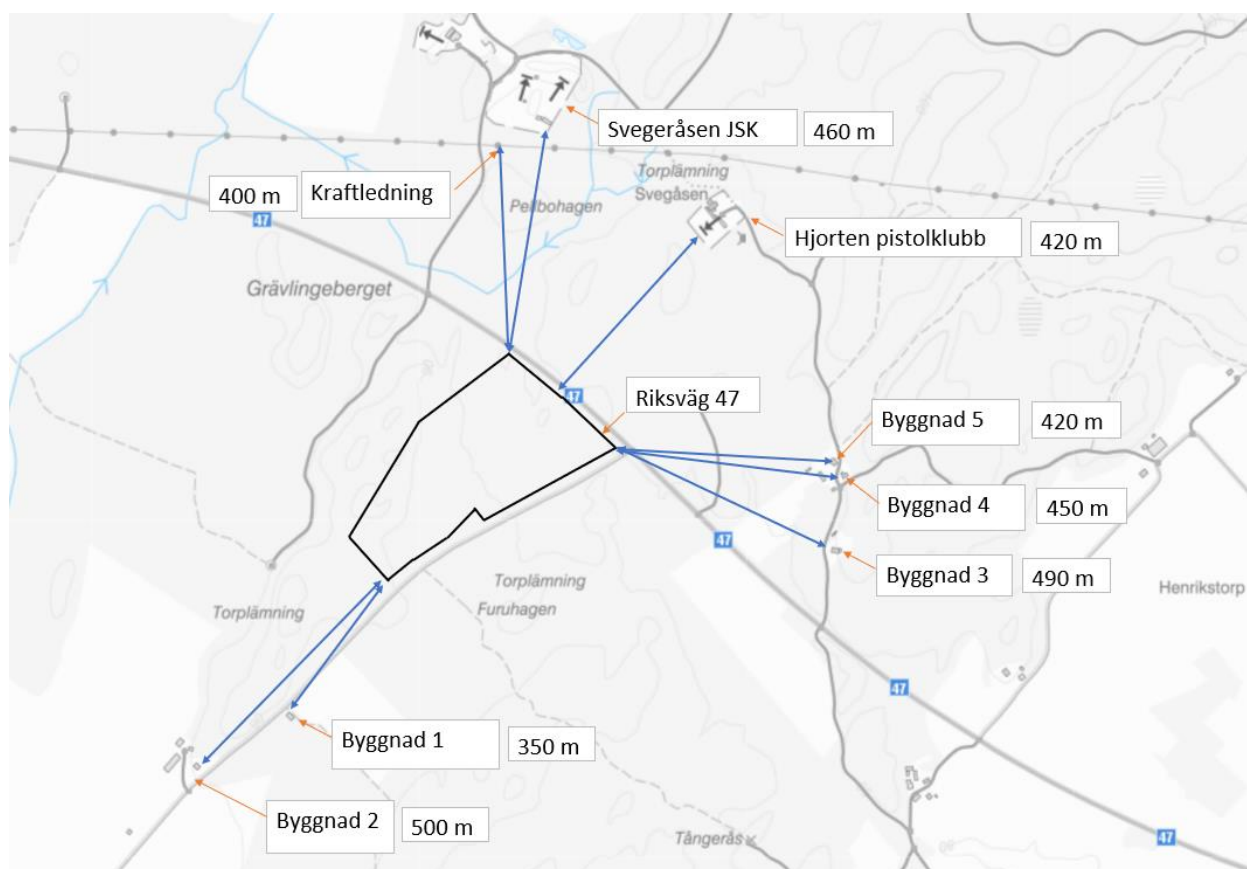 Svegeråsen JSK
460 m
Torplämning
Svegåsen
400 m
Kraftledning
47
Pellbohagen
Hjorten pistolklubb
420 m
Grävlingeberget
47
Riksväg 47
Byggnad 5
420 m
Byggnad 4
450 m
47
Byggnad 3
490 m
Torplämning
Furuhagen
Henrikstorp
Torplämning
47
Byggnad 1
350 m
Byggnad 2
500 m
Tångerås
47